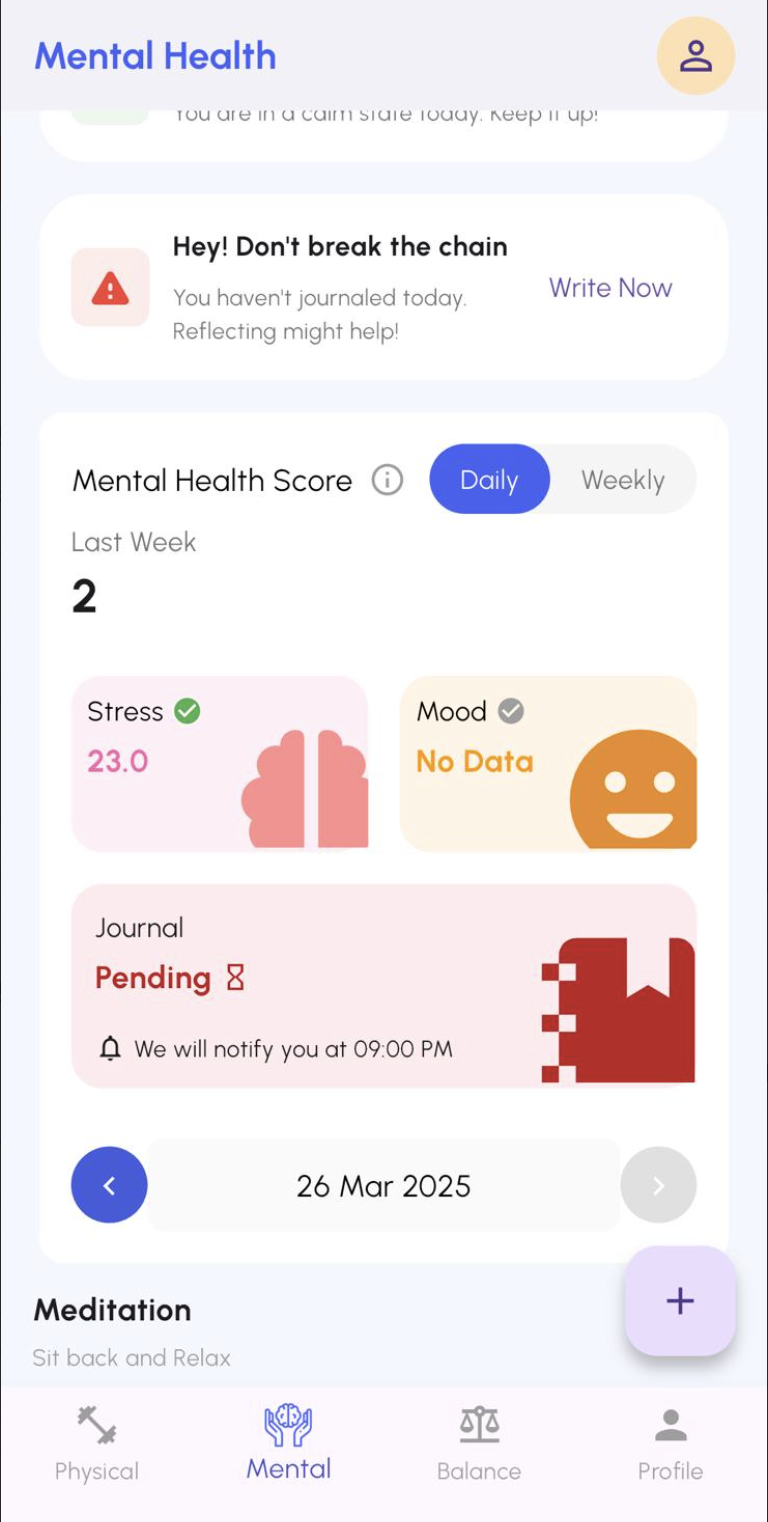 Mental Health
You are in a calm state today. Keep it up!
Hey! Don't break the chain
You haven't journaled today.
Reflecting might help!
Write Now
Mental Health Score
Daily
Weekly
Last Week
2
Stress
23.0
Mood
No Data
Journal
Pending
We will notify you at 09:00 PM
26 Mar 2025
Meditation
Sit back and Relax
Physical
Mental
Balance
Profile